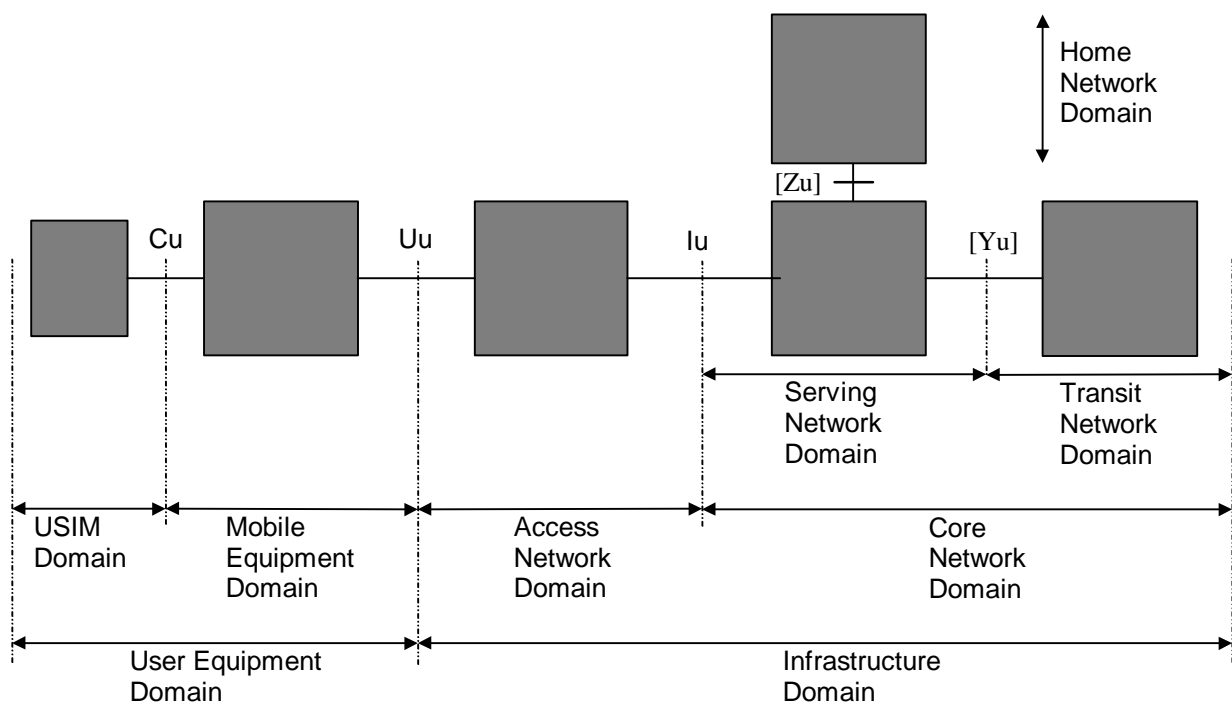 Home
Network
Domain
[Zu]
Cu
Uu
Iu
[Yu]
Serving
Network
Domain
Transit
Network
Domain
USIM
Domain
Mobile
Equipment
Domain
Access
Network
Domain
Core
Network
Domain
User Equipment
Domain
Infrastructure
Domain